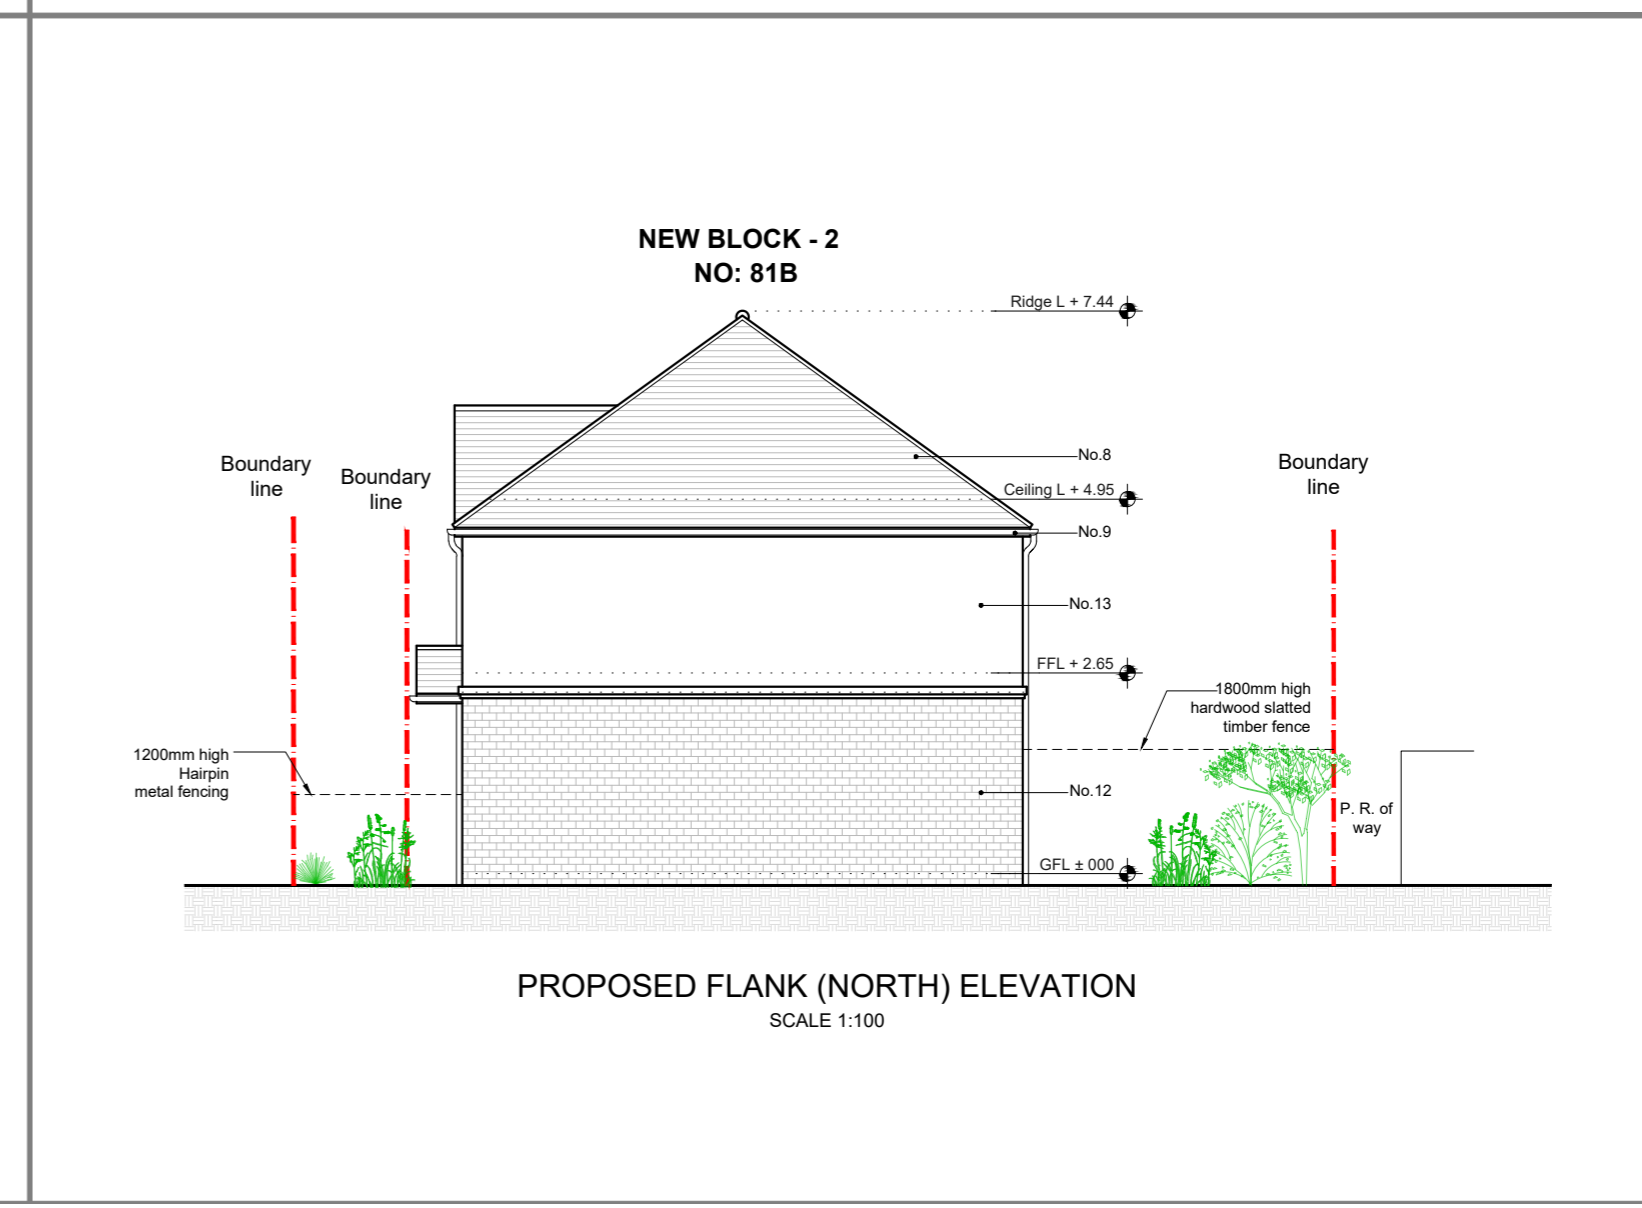 NEW BLOCK - 2
NO: 81B
Ridge L + 7.44
No.8
Ceiling L + 4.95
No.9
No.13
FFL + 2.65
No.12
GFL ± 000
Boundary
line
Boundary
line
Boundary
line
1200mm high
Hairpin
metal fencing
1800mm high
hardwood slatted
timber fence
P. R. of
way
PROPOSED FLANK (NORTH) ELEVATION
SCALE 1:100